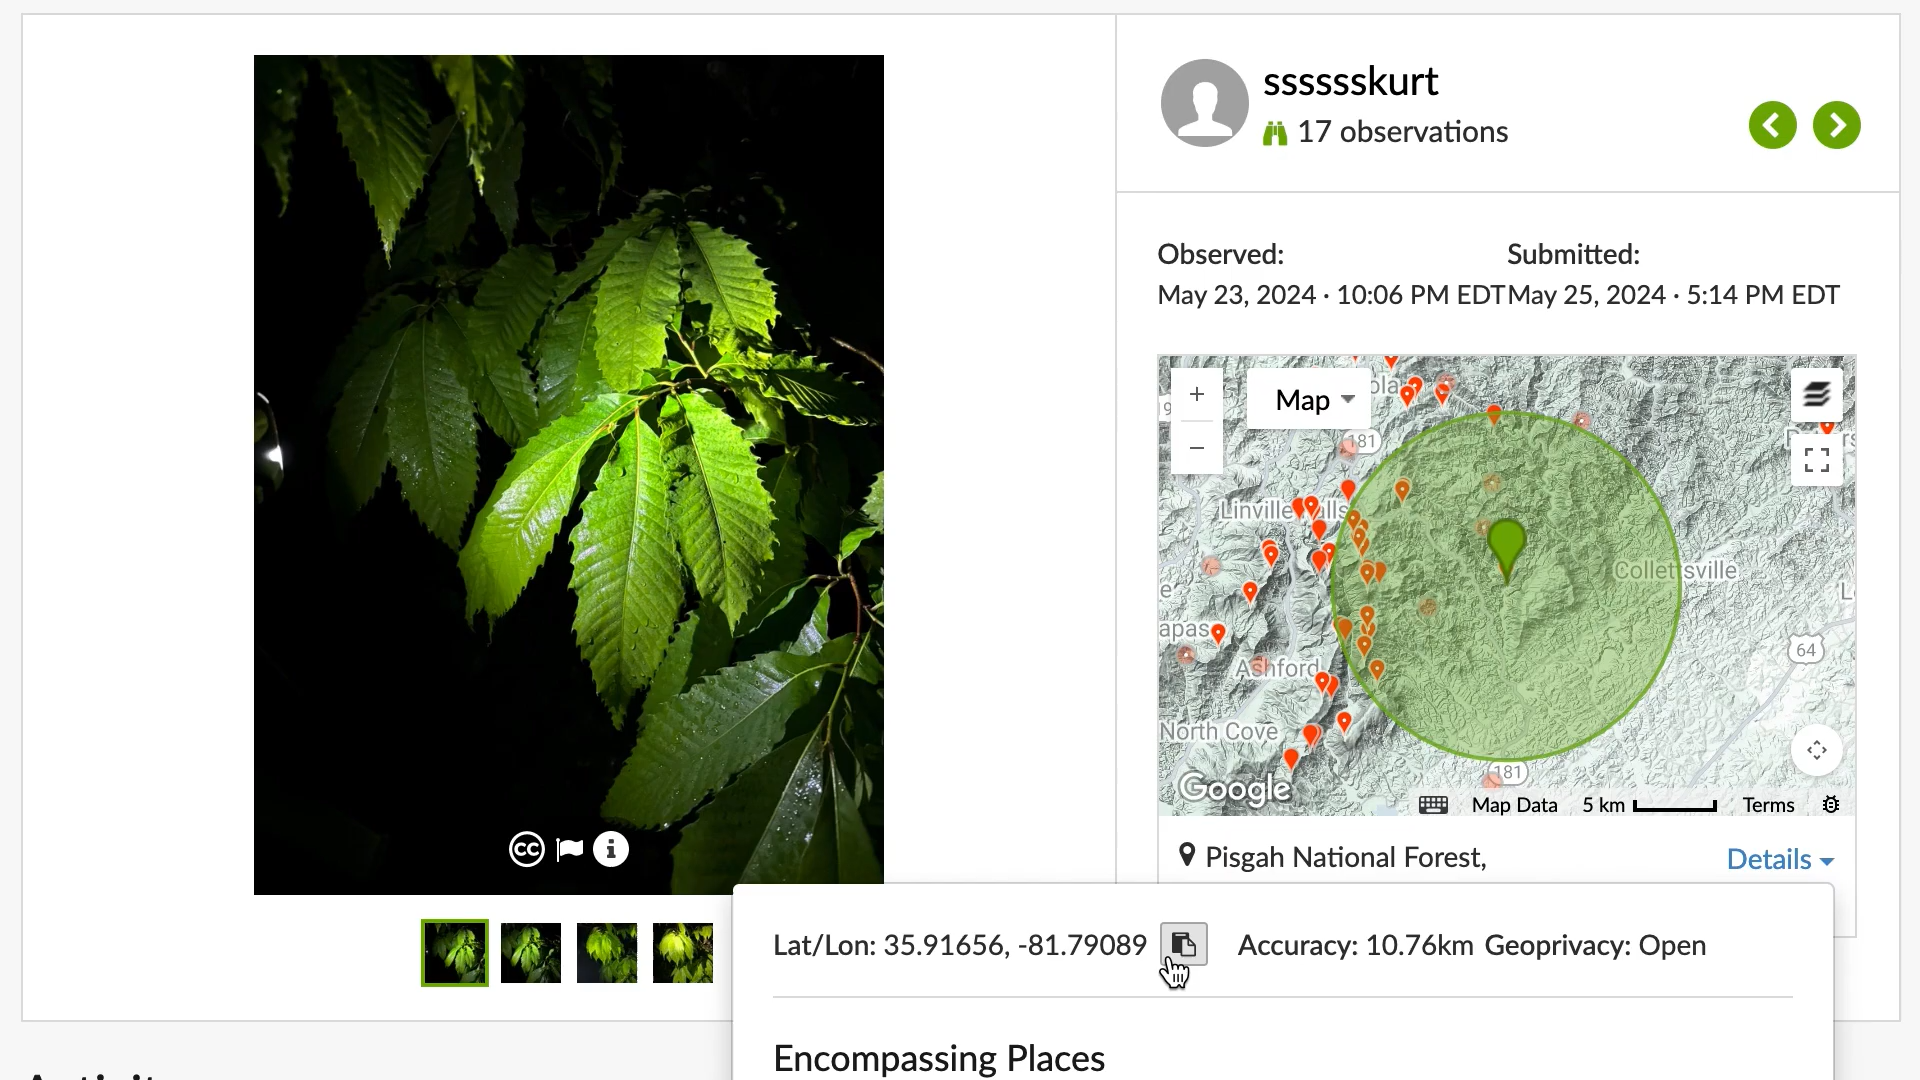 sssssskurt
17 observations
Observed:
Submitted:
May 23, 2024 · 10:06 PM EDT
May 25, 2024 · 5:14 PM EDT
+
Map
−
181
Linville Falls
Collettsville
64
Ashford
North Cove
181
Google
Map Data
5 km
Terms
Pisgah National Forest,
Details
cc
i
Lat/Lon: 35.91656, -81.79089
Accuracy: 10.76km Geoprivacy: Open
Encompassing Places